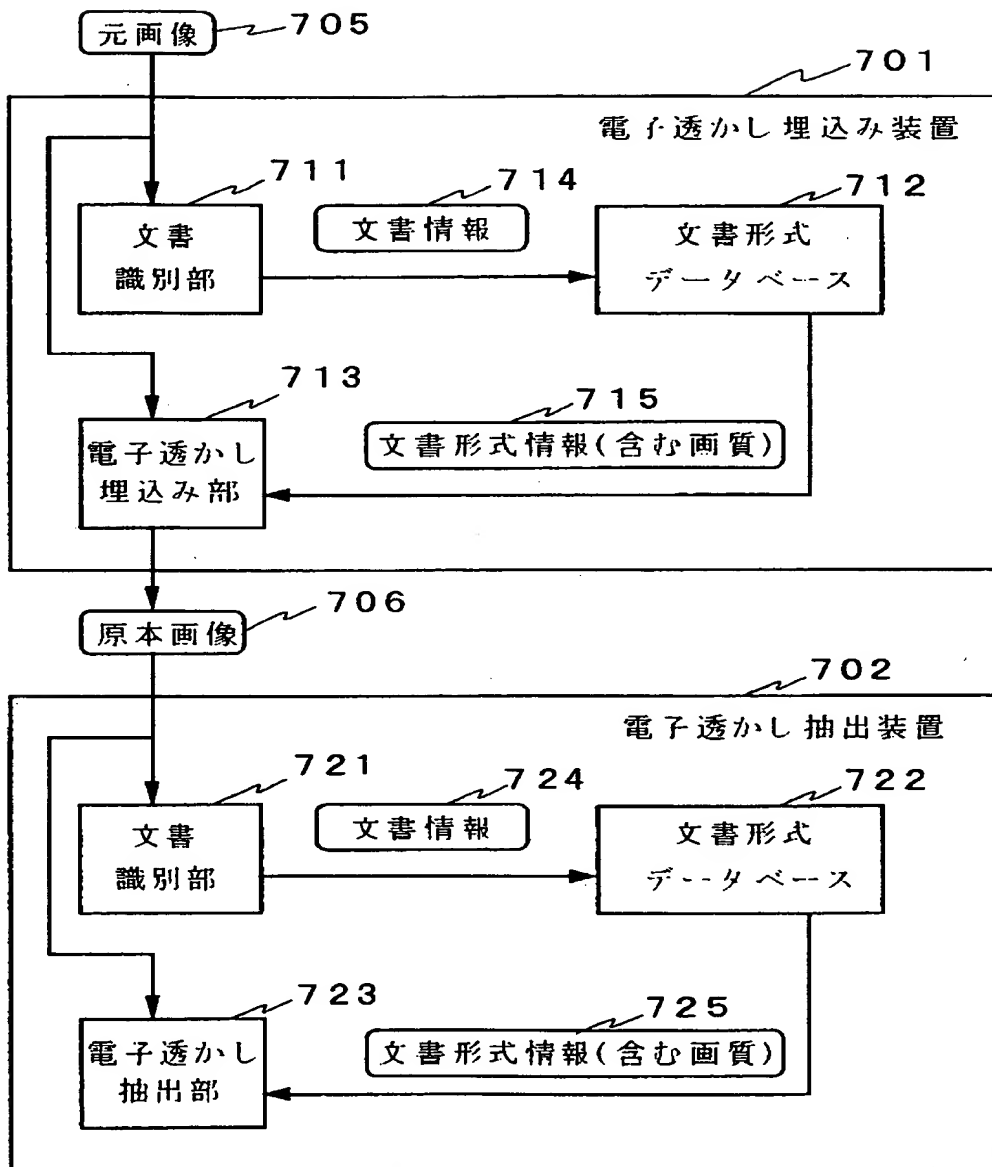 元画像
705
701
電子透かし埋込み装置
711
文書
識別部
714
文書情報
712
文書形式
データベース
713
電子透かし
埋込み部
715
文書形式情報(含む画質)
706
原本画像
702
電子透かし抽出装置
721
文書
識別部
724
文書情報
722
文書形式
データベース
723
電子透かし
抽出部
725
文書形式情報(含む画質)